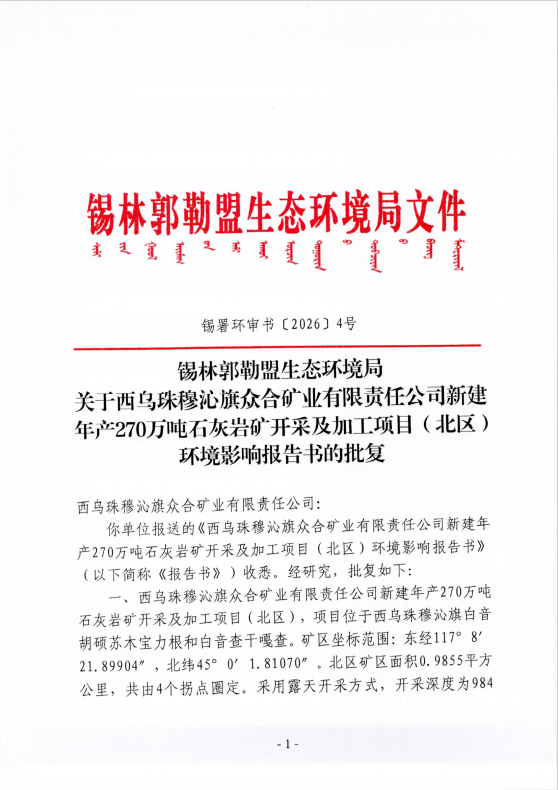 锡林郭勒盟生态环境局文件
锡署环审书〔2026〕4号
锡林郭勒盟生态环境局
关于西乌珠穆沁旗众合矿业有限责任公司新建
年产270万吨石灰岩矿开采及加工项目（北区）
环境影响报告书的批复
西乌珠穆沁旗众合矿业有限责任公司：
你单位报送的《西乌珠穆沁旗众合矿业有限责任公司新建年
产270万吨石灰岩矿开采及加工项目（北区）环境影响报告书》
（以下简称《报告书》）收悉。经研究，批复如下：
一、西乌珠穆沁旗众合矿业有限责任公司新建年产270万吨
石灰岩矿开采及加工项目（北区），项目位于西乌珠穆沁旗白音
胡硕苏木宝力根和白音查干嘎查。矿区坐标范围：东经117° 8′
21.89904″，北纬45° 0′ 1.81070″。北区矿区面积0.9855平方
公里，共由4个拐点圈定。采用露天开采方式，开采深度为984
- 1 -